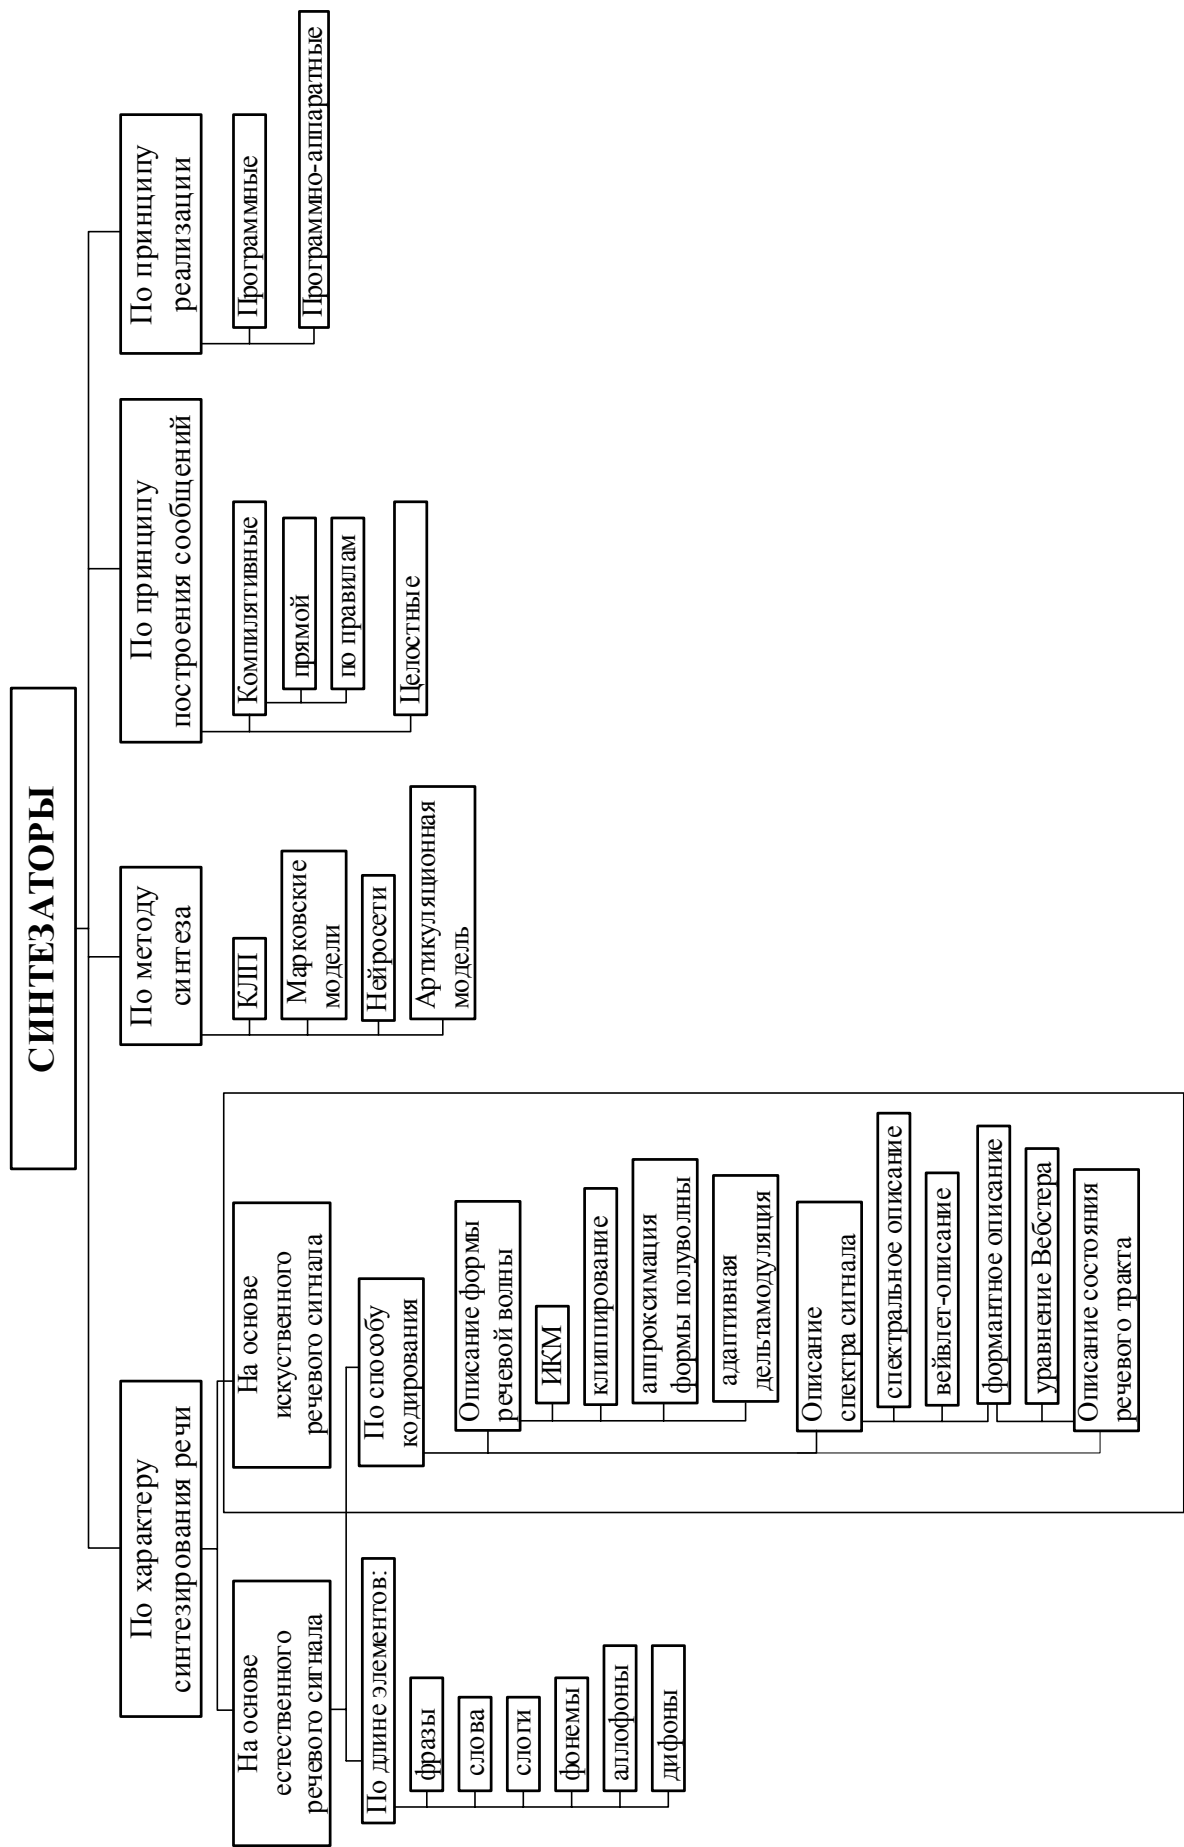 СИНТЕЗАТОРЫ
По характеру
синтезирования речи
На основе
естественного
речевого сигнала
По длине элементов:
фразы
слова
слоги
фонемы
аллофоны
дифоны
На основе
искуственного
речевого сигнала
По способу
кодирования
Описание формы
речевой волны
ИКМ
клиппирование
аппроксимация
формы полуволны
адаптивная
дельтамодуляция
Описание
спектра сигнала
спектральное описание
вейвлет-описание
формантное описание
уравнение Вебстера
Описание состояния
речевого тракта
По методу
синтеза
КЛП
Марковские
модели
Нейросети
Артикуляционная
модель
По принципу
построения сообщений
Компилятивные
прямой
по правилам
Целостные
По принципу
реализации
Программные
Программно-аппаратные